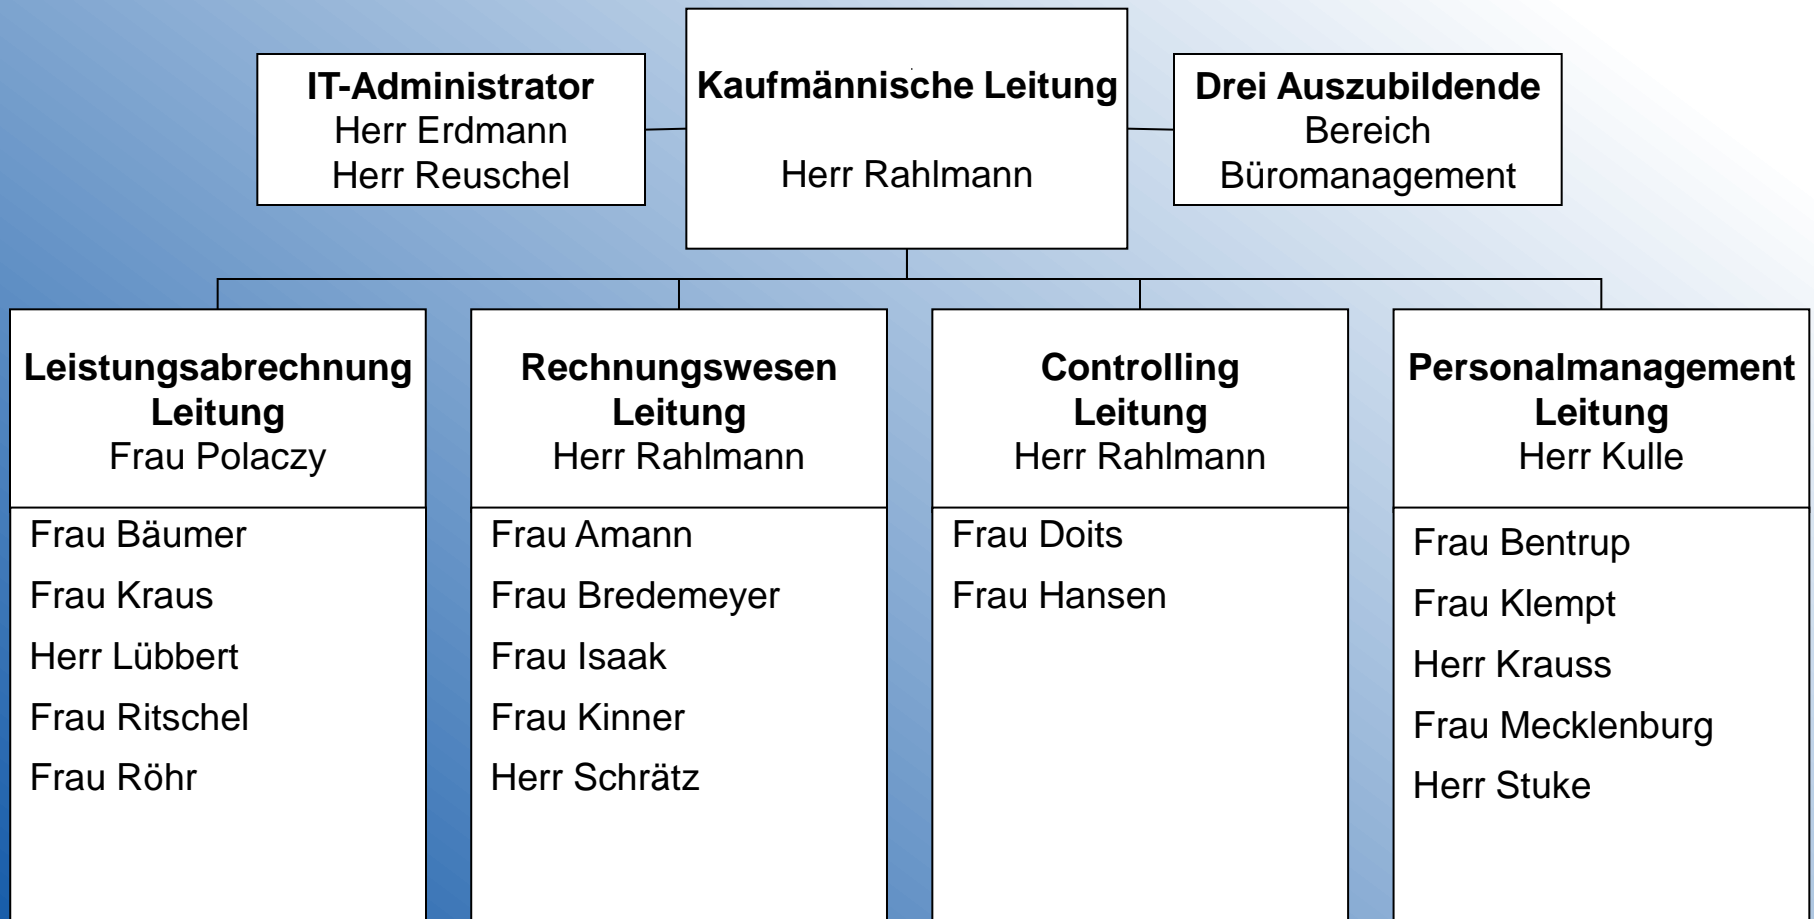 IT-Administrator
Herr Erdmann
Herr Reuschel
Kaufmännische Leitung
Herr Rahlmann
Drei Auszubildende
Bereich
Büromanagement
Leistungsabrechnung
Leitung
Frau Polaczy
Frau Bäumer
Frau Kraus
Herr Lübbert
Frau Ritschel
Frau Röhr
Rechnungswesen
Leitung
Herr Rahlmann
Frau Amann
Frau Bredemeyer
Frau Isaak
Frau Kinner
Herr Schrätz
Controlling
Leitung
Herr Rahlmann
Frau Doits
Frau Hansen
Personalmanagement
Leitung
Herr Kulle
Frau Bentrup
Frau Klempt
Herr Krauss
Frau Mecklenburg
Herr Stuke